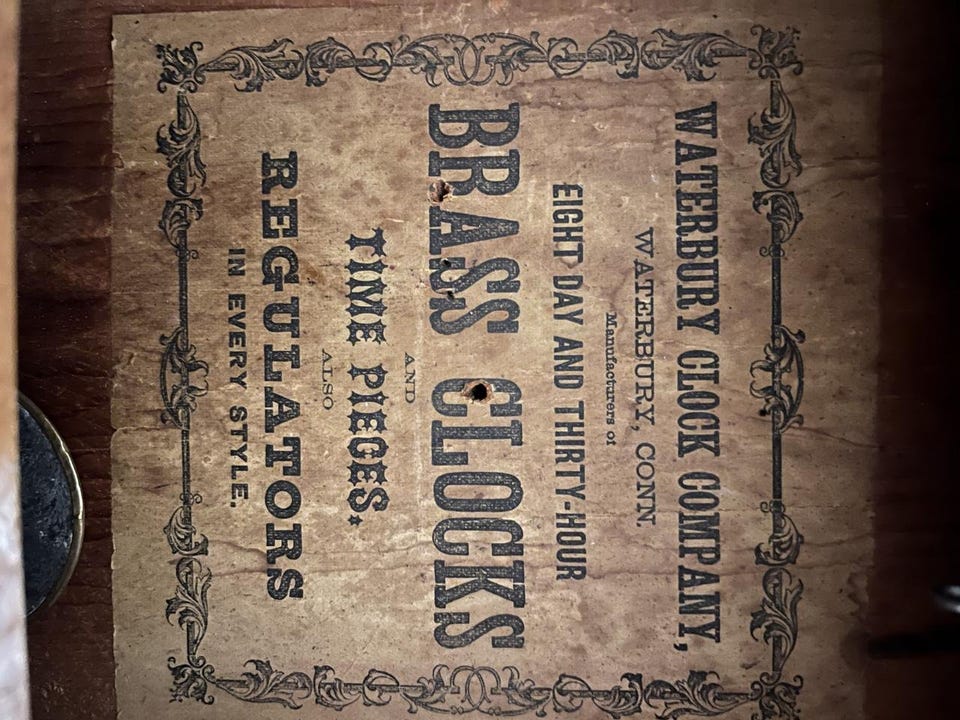 WATERBURY CLOCK COMPANY,
WATERBURY, CONN.
Manufacturers of
EIGHT DAY AND THIRTY-HOUR
BRASS CLOCKS
AND
TIME PIECES.
ALSO
REGULATORS
IN EVERY STYLE.